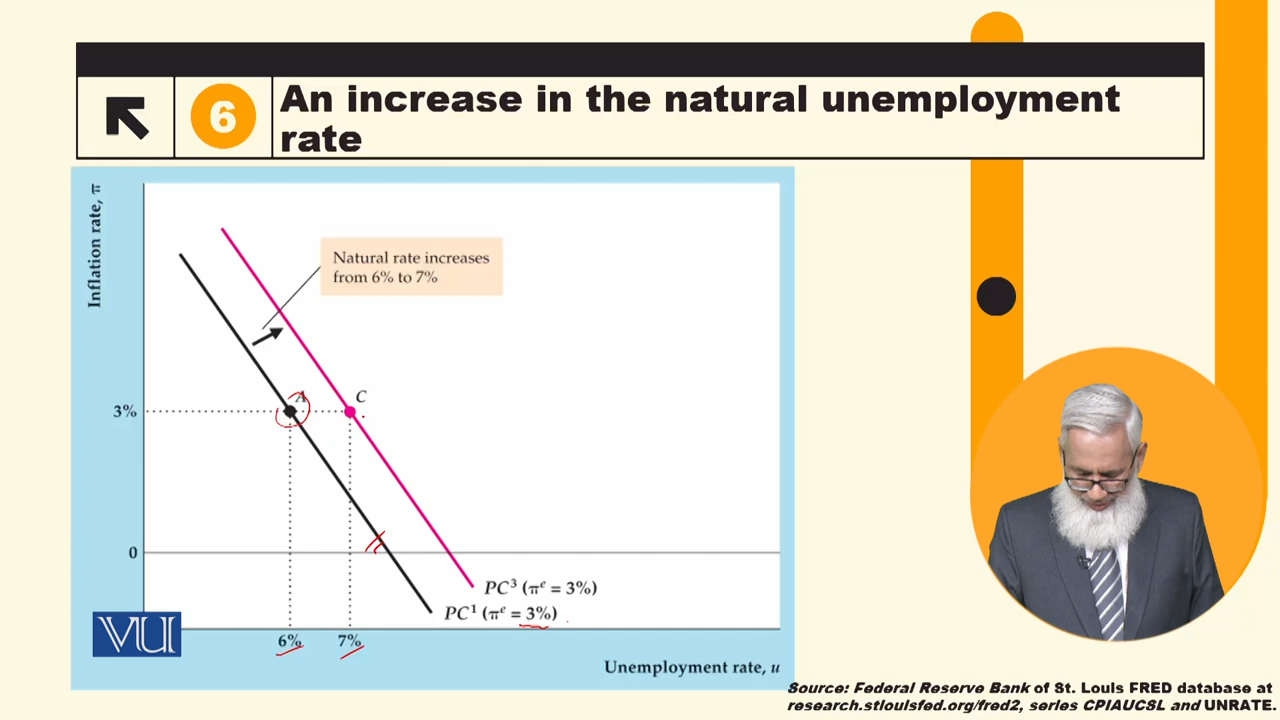 6
An increase in the natural unemployment
rate
Inflation rate, π
Natural rate increases
from 6% to 7%
A
C
3%
0
PC³ (πᵉ = 3%)
PC¹ (πᵉ = 3%)
VU
6%
7%
Unemployment rate, u
Source: Federal Reserve Bank of St. Louis FRED database at
research.stlouisfed.org/fred2, series CPIAUCSL and UNRATE.